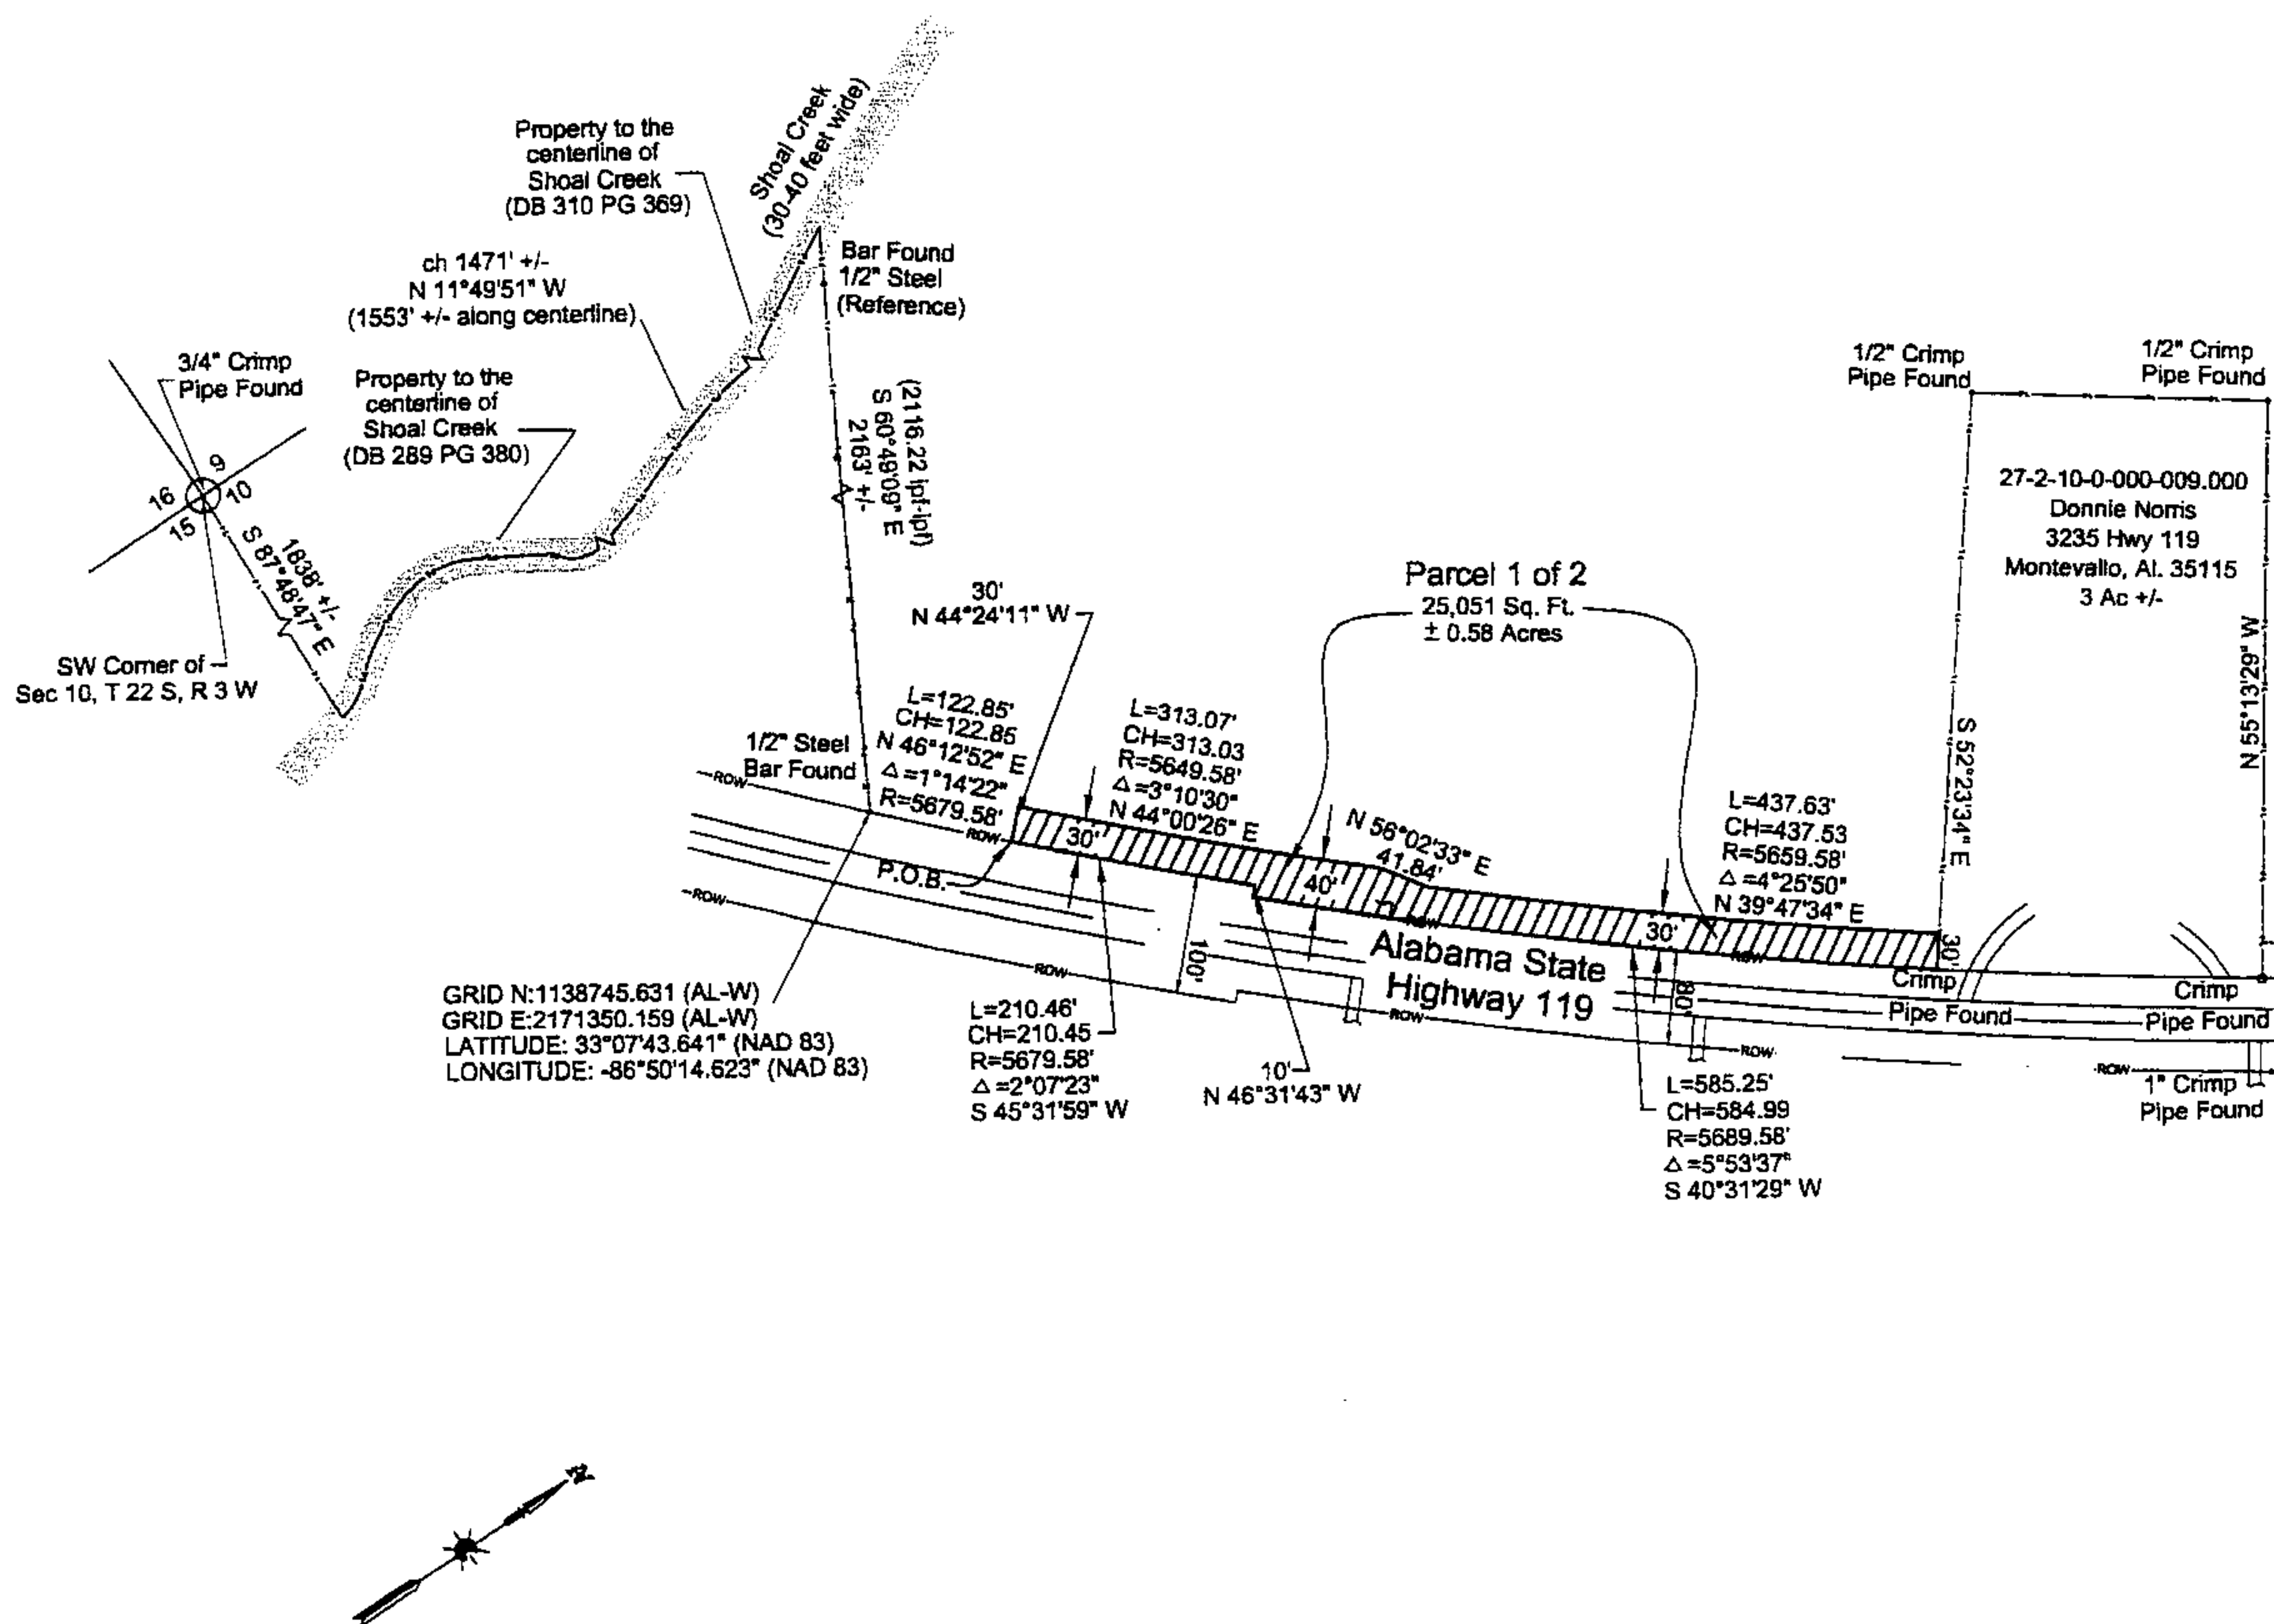 Property to the
centerline of
Shoal Creek
(DB 310 PG 369)
Shoal Creek
(30-40 feet wide)
ch 1471' +/-
N 11°49'51" W
(1553' +/- along centerline)
Bar Found
1/2" Steel
(Reference)
3/4" Crimp
Pipe Found
Property to the
centerline of
Shoal Creek
(DB 289 PG 380)
9
16
10
15
1838' +/-
S 87°48'47" E
SW Corner of
Sec 10, T 22 S, R 3 W
(2116.22 ipf-ipf)
S 60°49'09" E
2163' +/-
1/2" Crimp
Pipe Found
1/2" Crimp
Pipe Found
27-2-10-0-000-009.000
Donnie Norris
3235 Hwy 119
Montevallo, Al. 35115
3 Ac +/-
N 55°13'29" W
S 52°23'34" E
Parcel 1 of 2
25,051 Sq. Ft.
± 0.58 Acres
30'
N 44°24'11" W
L=122.85'
CH=122.85
N 46°12'52" E
Δ=1°14'22"
R=5679.58'
L=313.07'
CH=313.03
R=5649.58'
Δ=3°10'30"
N 44°00'26" E
1/2" Steel
Bar Found
N 56°02'33" E
41.84'
L=437.63'
CH=437.53
R=5659.58'
Δ=4°25'50"
N 39°47'34" E
ROW
ROW
30'
40'
ROW
30'
ROW
30'
P.O.B.
ROW
100'
ROW
Alabama State
Highway 119
80'
ROW
ROW
Crimp
Pipe Found
Crimp
Pipe Found
ROW
1" Crimp
Pipe Found
GRID N:1138745.631 (AL-W)
GRID E:2171350.159 (AL-W)
LATITUDE: 33°07'43.641" (NAD 83)
LONGITUDE: -86°50'14.623" (NAD 83)
L=210.46'
CH=210.45
R=5679.58'
Δ=2°07'23"
S 45°31'59" W
10'
N 46°31'43" W
L=585.25'
CH=584.99
R=5689.58'
Δ=5°53'37"
S 40°31'29" W